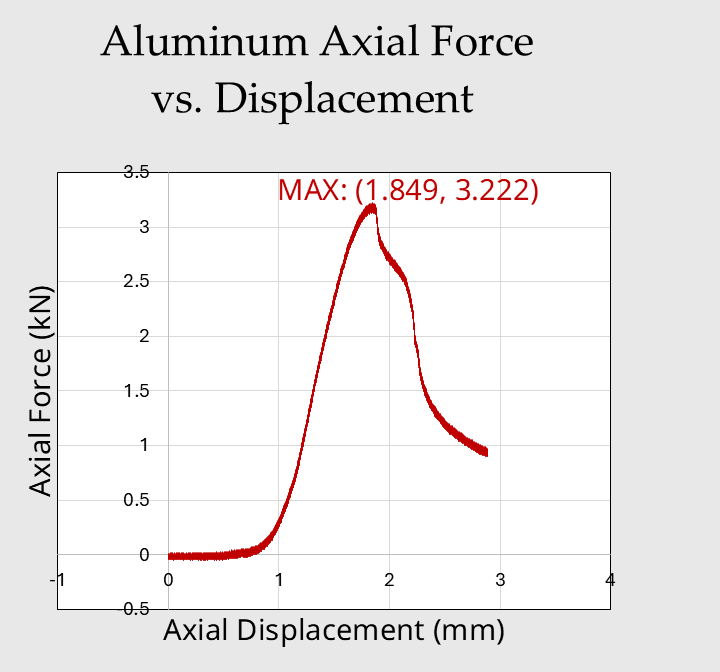 Aluminum Axial Force
vs. Displacement
MAX: (1.849, 3.222)
3.5
3
2.5
2
1.5
1
0.5
0
-0.5
-1 0 1 2 3 4
Axial Force (kN)
Axial Displacement (mm)